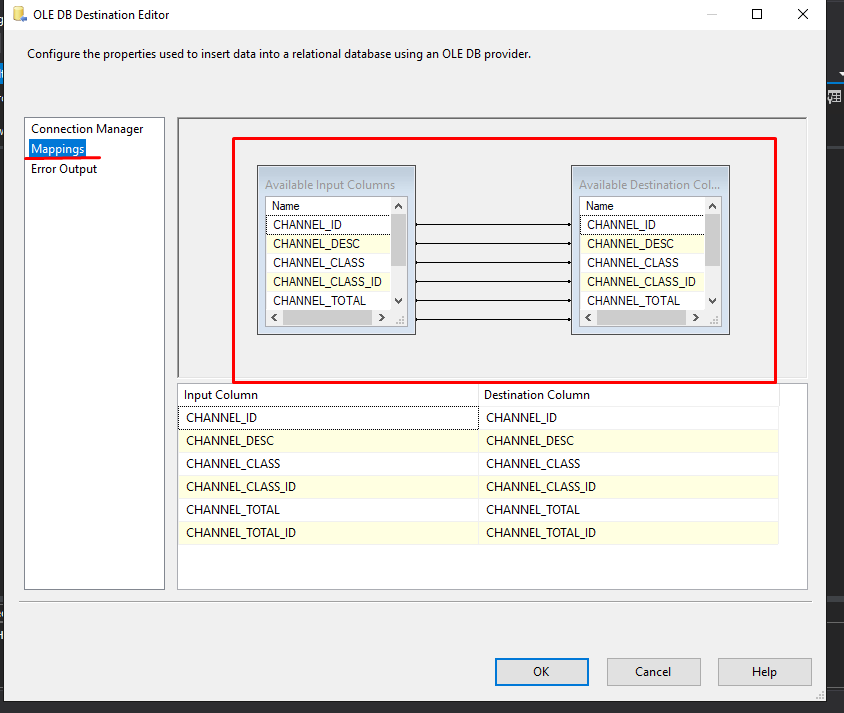 OLE DB Destination Editor
Configure the properties used to insert data into a relational database using an OLE DB provider.
Connection Manager
Mappings
Error Output
Available Input Columns
Name
CHANNEL_ID
CHANNEL_DESC
CHANNEL_CLASS
CHANNEL_CLASS_ID
CHANNEL_TOTAL
Available Destination Col...
Name
CHANNEL_ID
CHANNEL_DESC
CHANNEL_CLASS
CHANNEL_CLASS_ID
CHANNEL_TOTAL
Input Column Destination Column
CHANNEL_ID CHANNEL_ID
CHANNEL_DESC CHANNEL_DESC
CHANNEL_CLASS CHANNEL_CLASS
CHANNEL_CLASS_ID CHANNEL_CLASS_ID
CHANNEL_TOTAL CHANNEL_TOTAL
CHANNEL_TOTAL_ID CHANNEL_TOTAL_ID
OK Cancel Help